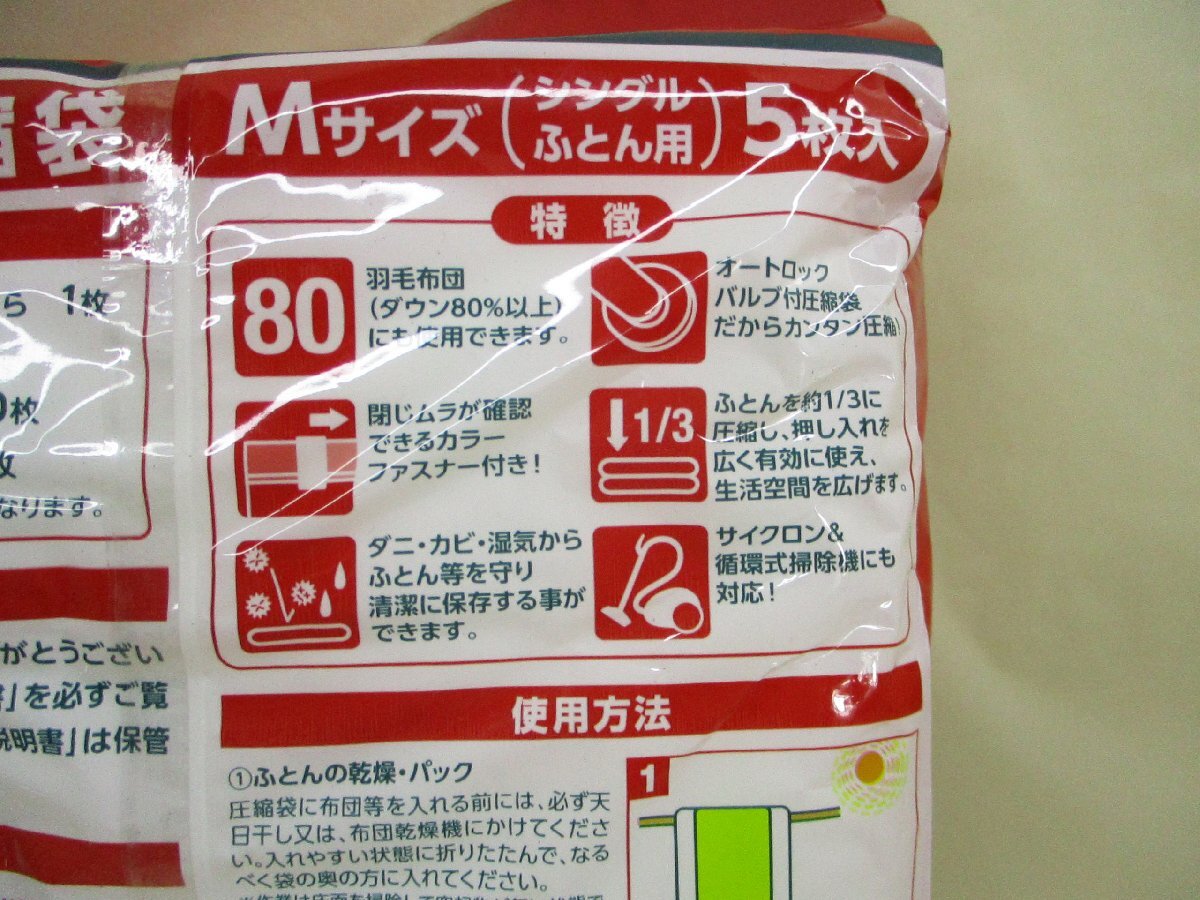 縮袋
Mサイズ(シングルふとん用)5枚入
ら 1枚
0枚
枚
なります。
がとうござい
書」を必ずご覧
説明書」は保管
特徴
80
羽毛布団
(ダウン80%以上)
にも使用できます。
オートロック
バルブ付圧縮袋
だからカンタン圧縮
閉じムラが確認
できるカラー
ファスナー付き!
1/3
ふとんを約1/3に
圧縮し、押し入れを
広く有効に使え、
生活空間を広げます。
ダニ・カビ・湿気から
ふとん等を守り
清潔に保存する事が
できます。
サイクロン&
循環式掃除機にも
対応!
使用方法
①ふとんの乾燥・パック
圧縮袋に布団等を入れる前には、必ず天
日干し又は、布団乾燥機にかけてくださ
い。入れやすい状態に折りたたんで、なる
べく袋の奥の方に入れてください。
1